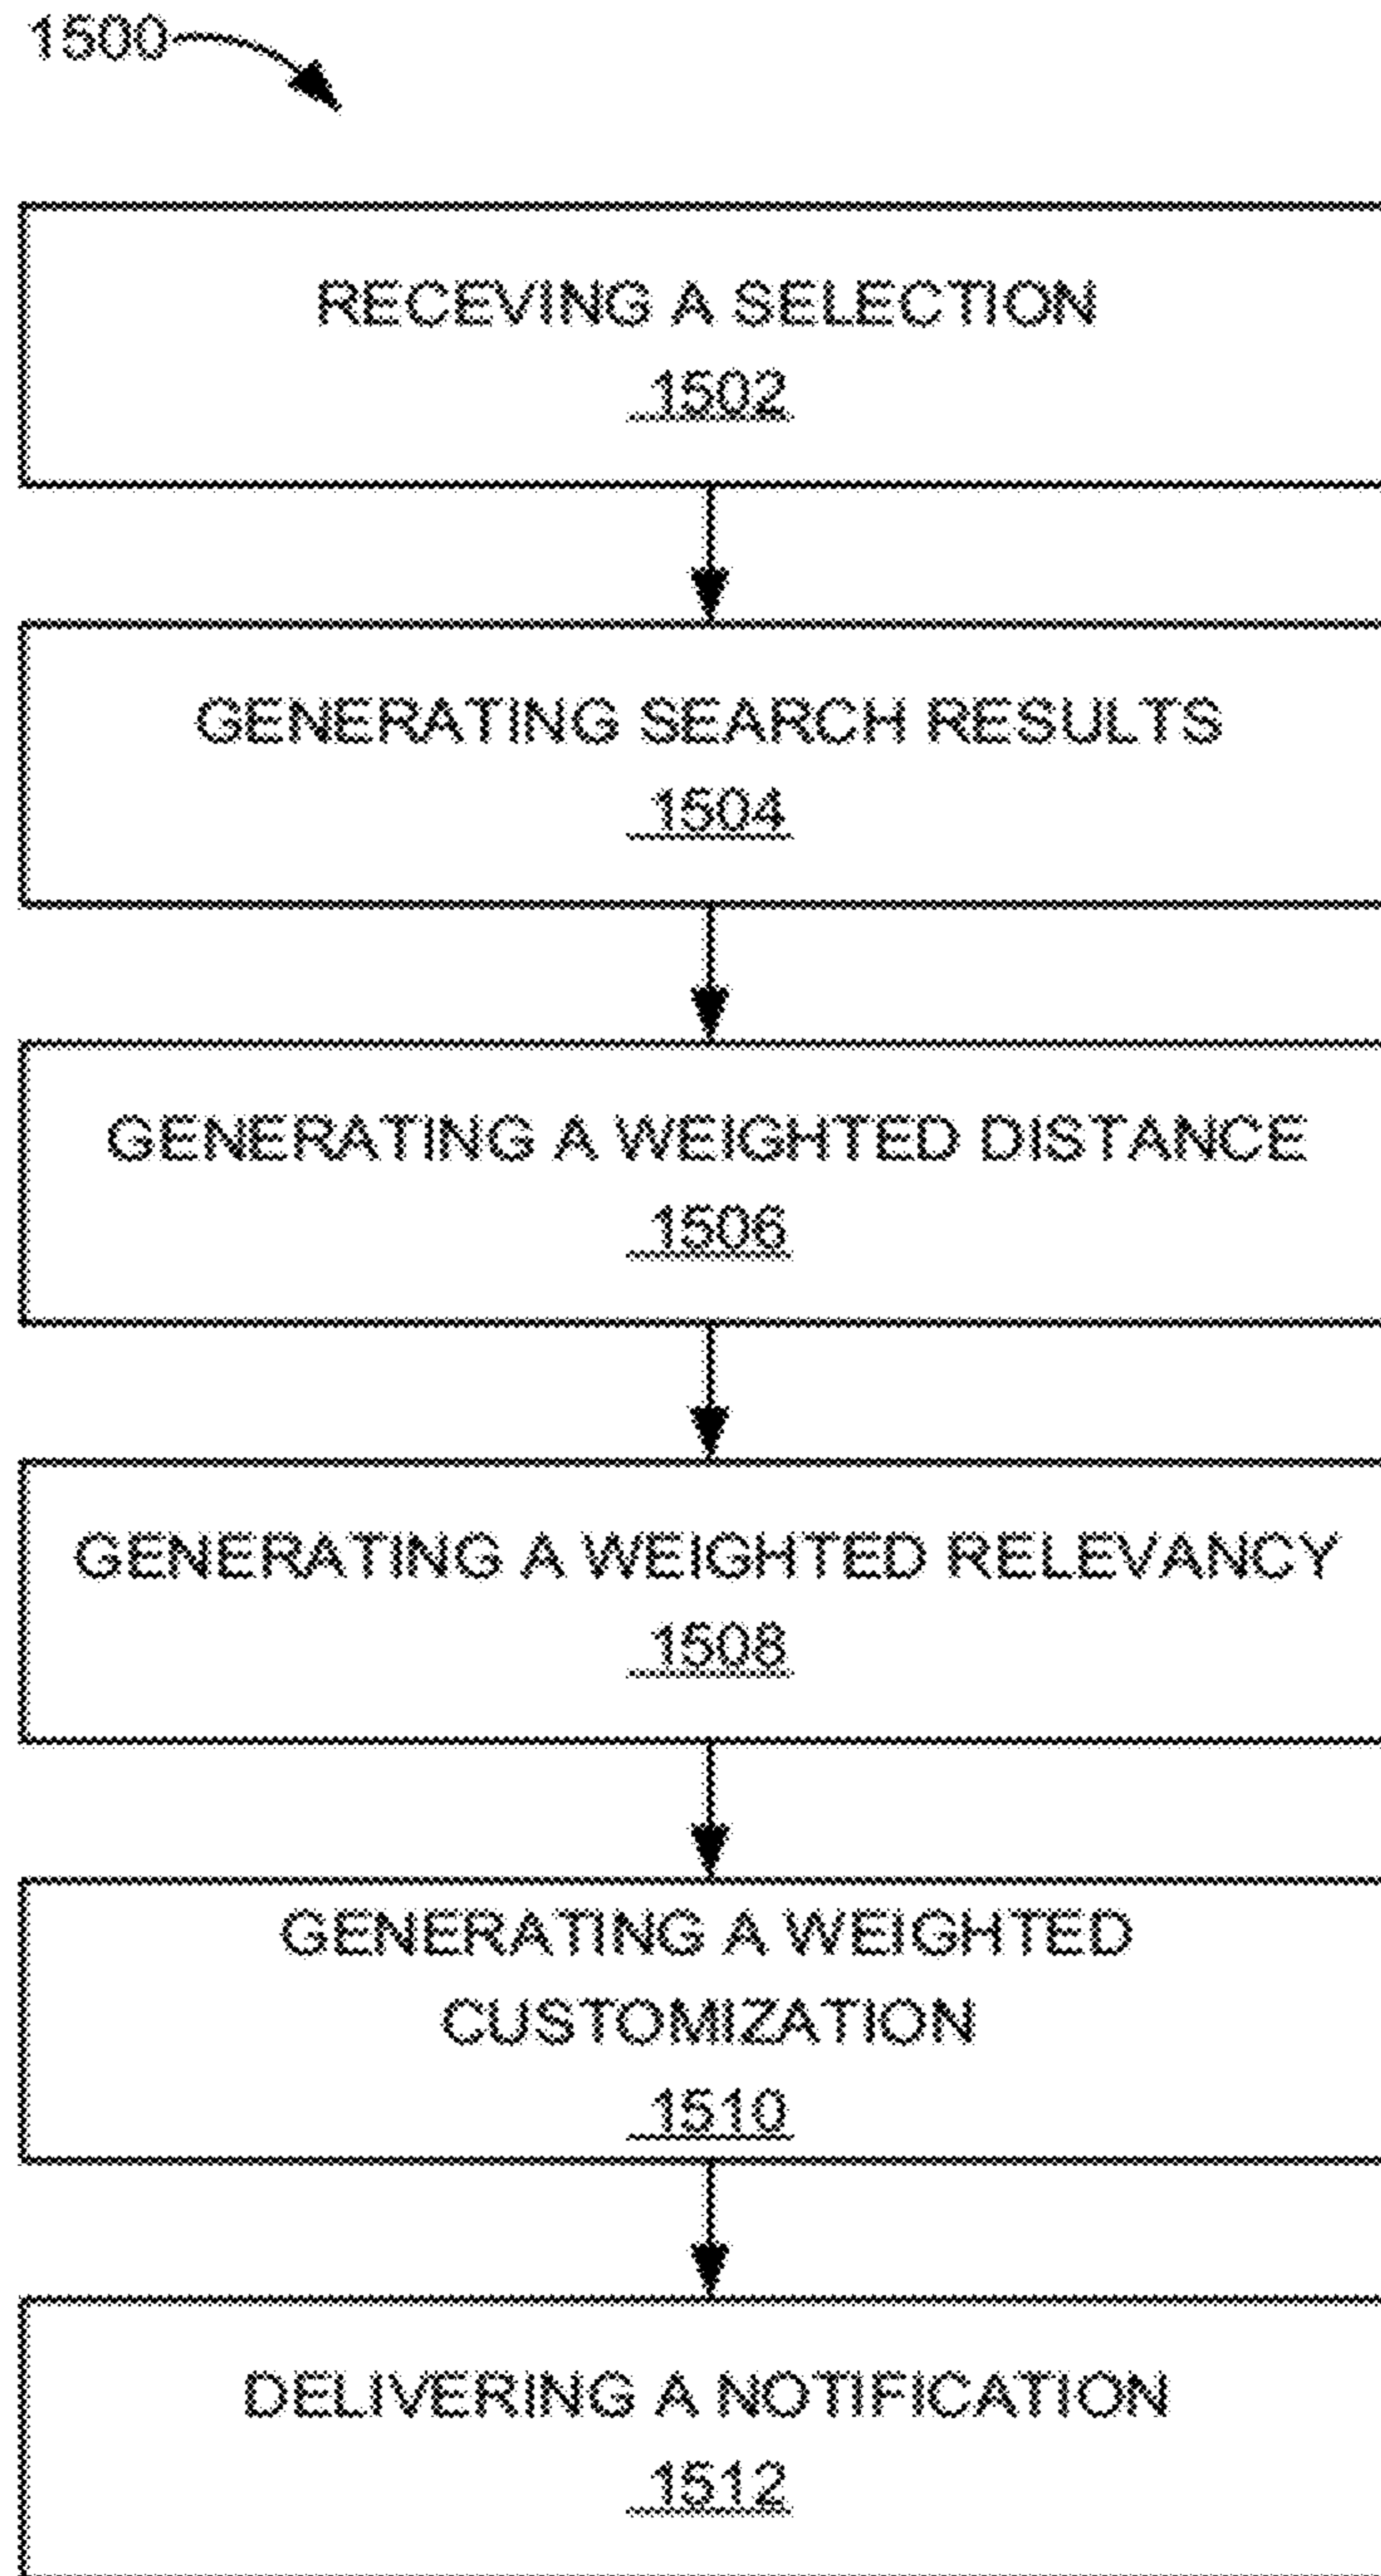 1500
RECEVING A SELECTION
1502
GENERATING SEARCH RESULTS
1504
GENERATING A WEIGHTED DISTANCE
1506
GENERATING A WEIGHTED RELEVANCY
1508
GENERATING A WEIGHTED
CUSTOMIZATION
1510
DELIVERING A NOTIFICATION
1512